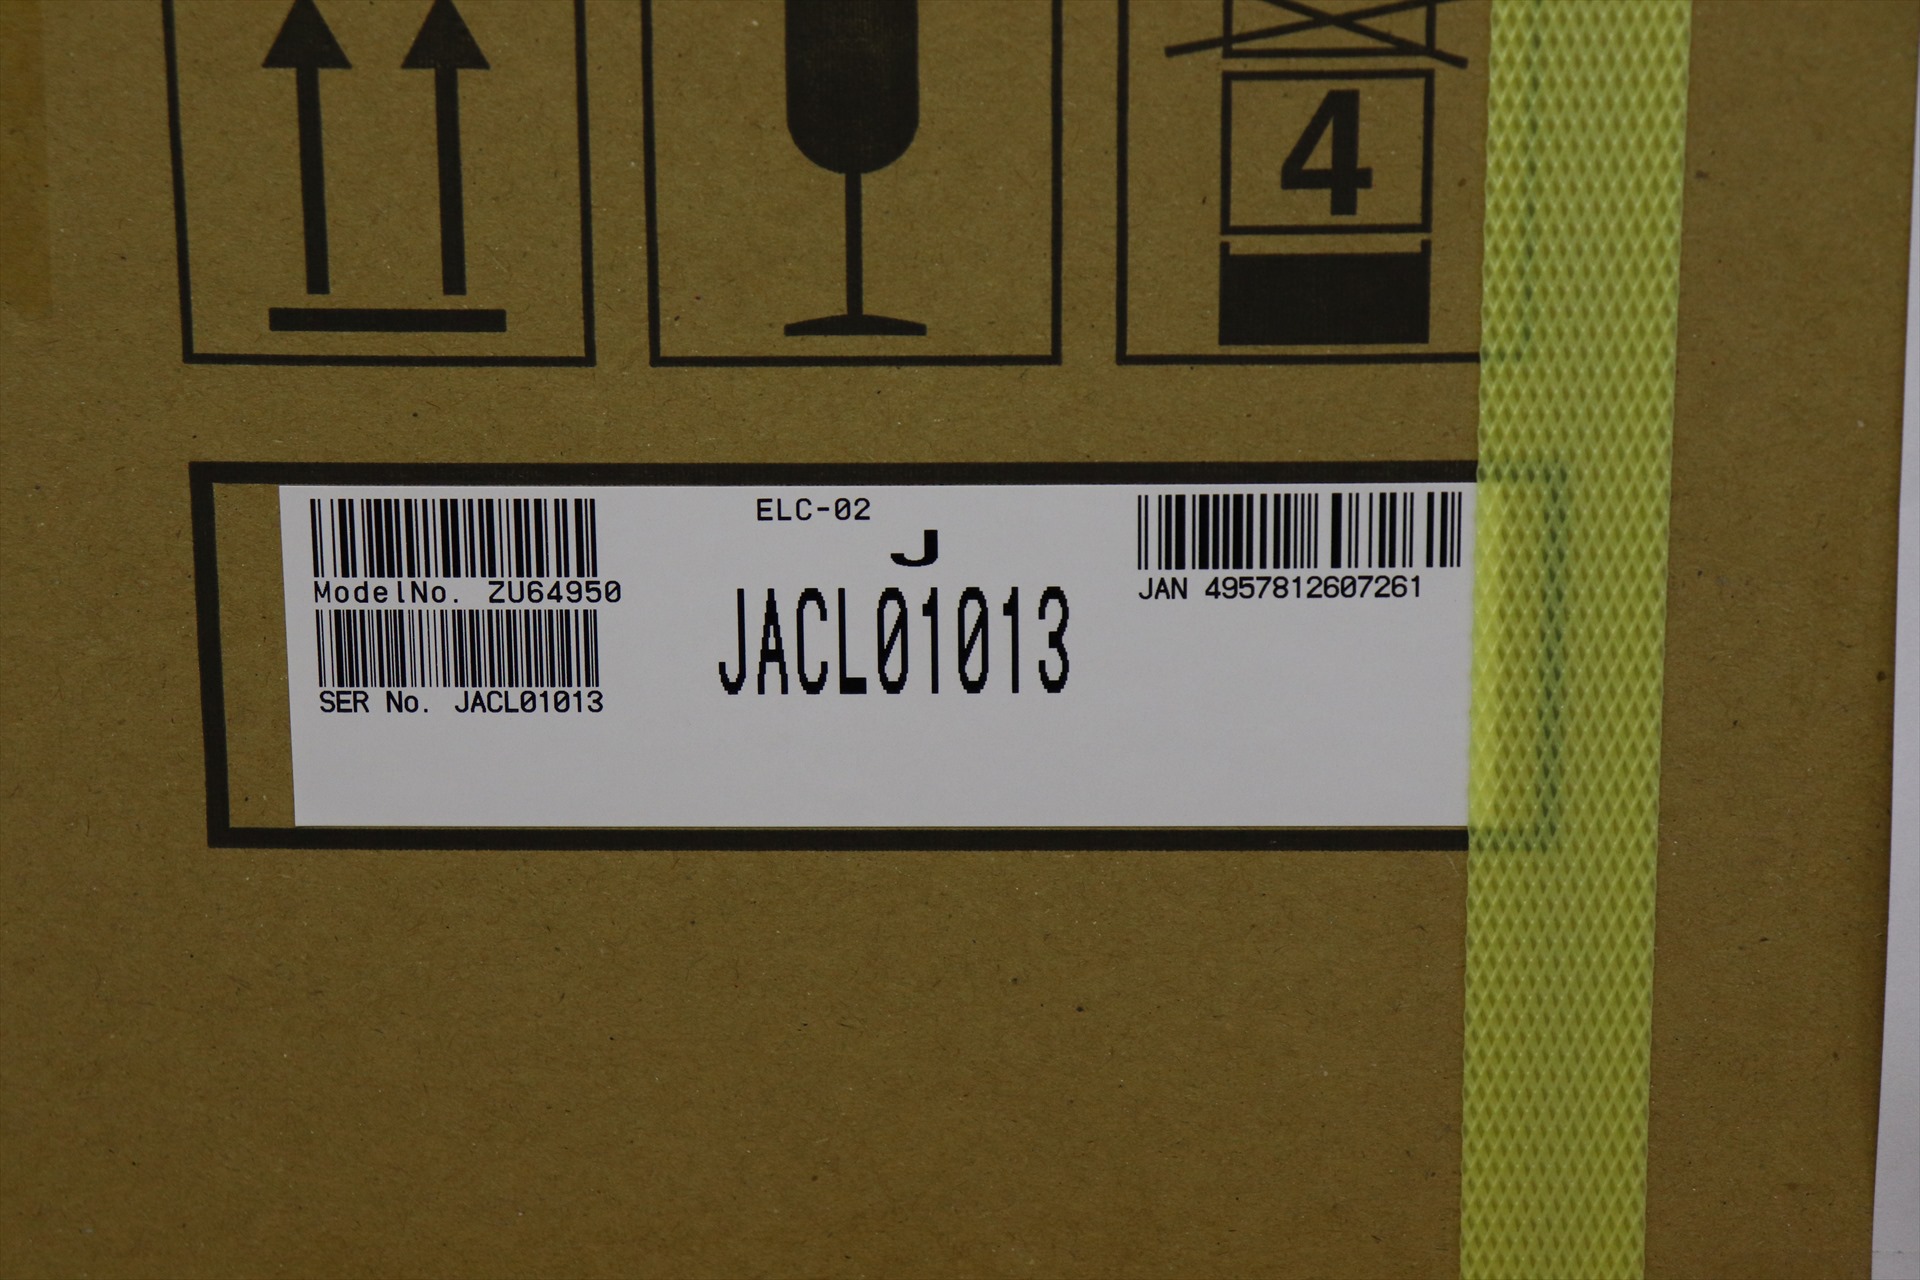 4
ELC-02
J
ModelNo. ZU64950
JAN 4957812607261
JACL01013
SER No. JACL01013